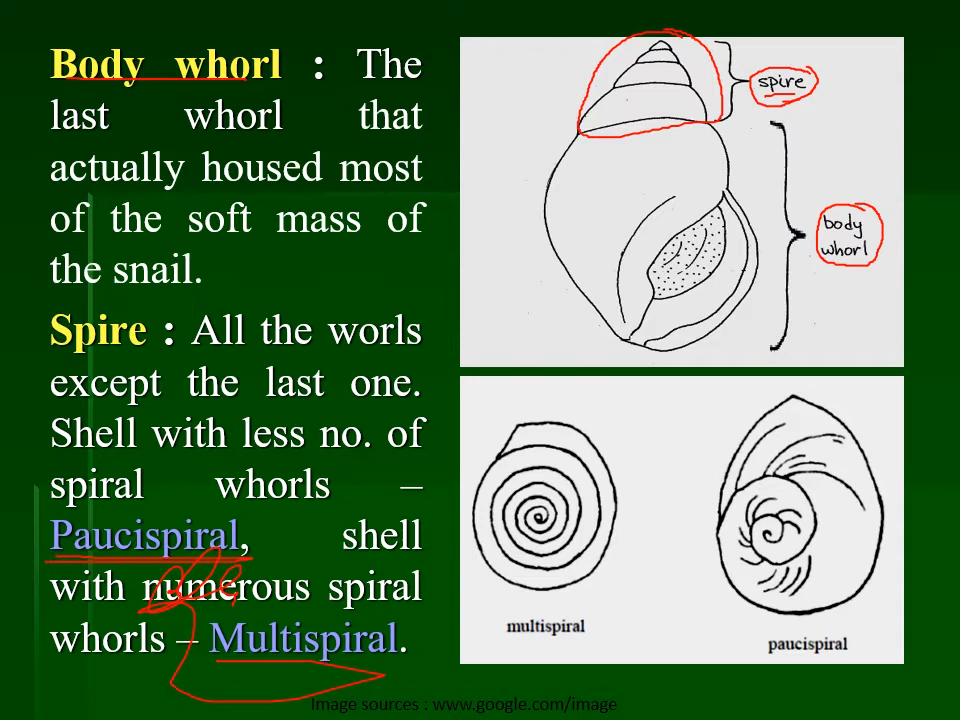 Body whorl : The
last whorl that
actually housed most
of the soft mass of
the snail.
Spire : All the worls
except the last one.
Shell with less no. of
spiral whorls –
Paucispiral, shell
with numerous spiral
whorls – Multispiral.
spire
body
whorl
multispiral
paucispiral
Image sources : www.google.com/image